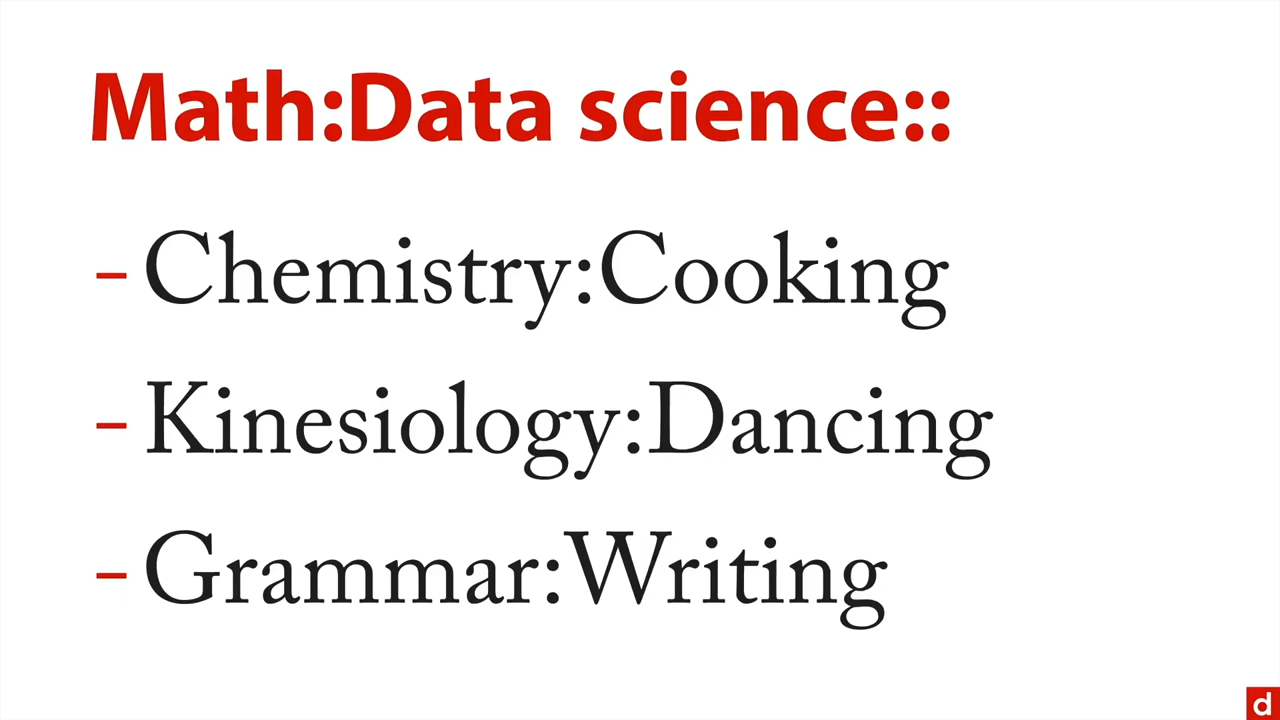 Math:Data science::
– Chemistry:Cooking
– Kinesiology:Dancing
– Grammar:Writing
d